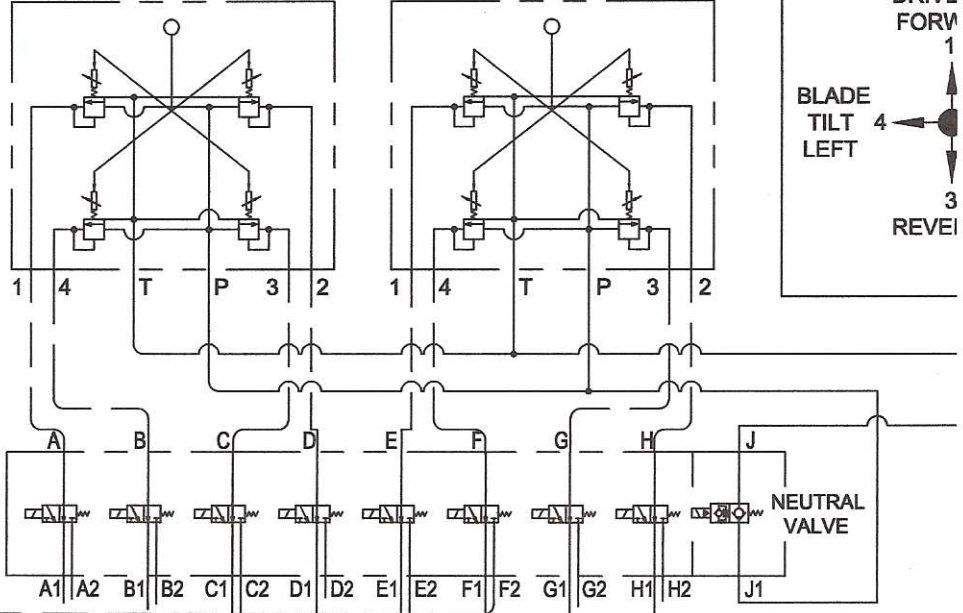 FORW
1
BLADE
TILT
LEFT
4
3
1 4 T P 3 2
1 4 T P 3 2
A B C D E F G H J
NEUTRAL
VALVE
A1 A2 B1 B2 C1 C2 D1 D2 E1 E2 F1 F2 G1 G2 H1 H2 J1